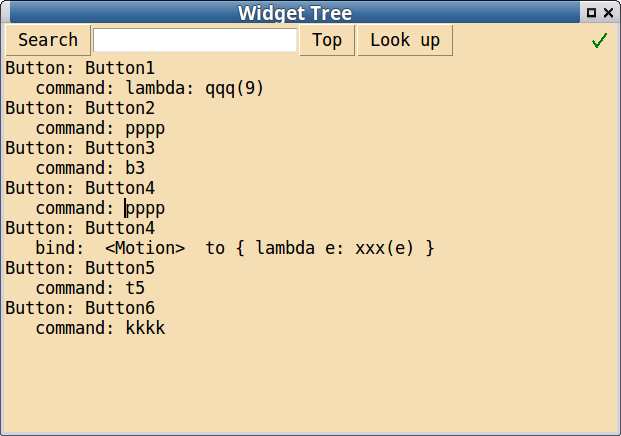 Widget Tree
Search Top Look up
Button: Button1
command: lambda: qqq(9)
Button: Button2
command: pppp
Button: Button3
command: b3
Button: Button4
command: pppp
Button: Button4
bind: <Motion> to { lambda e: xxx(e) }
Button: Button5
command: t5
Button: Button6
command: kkkk